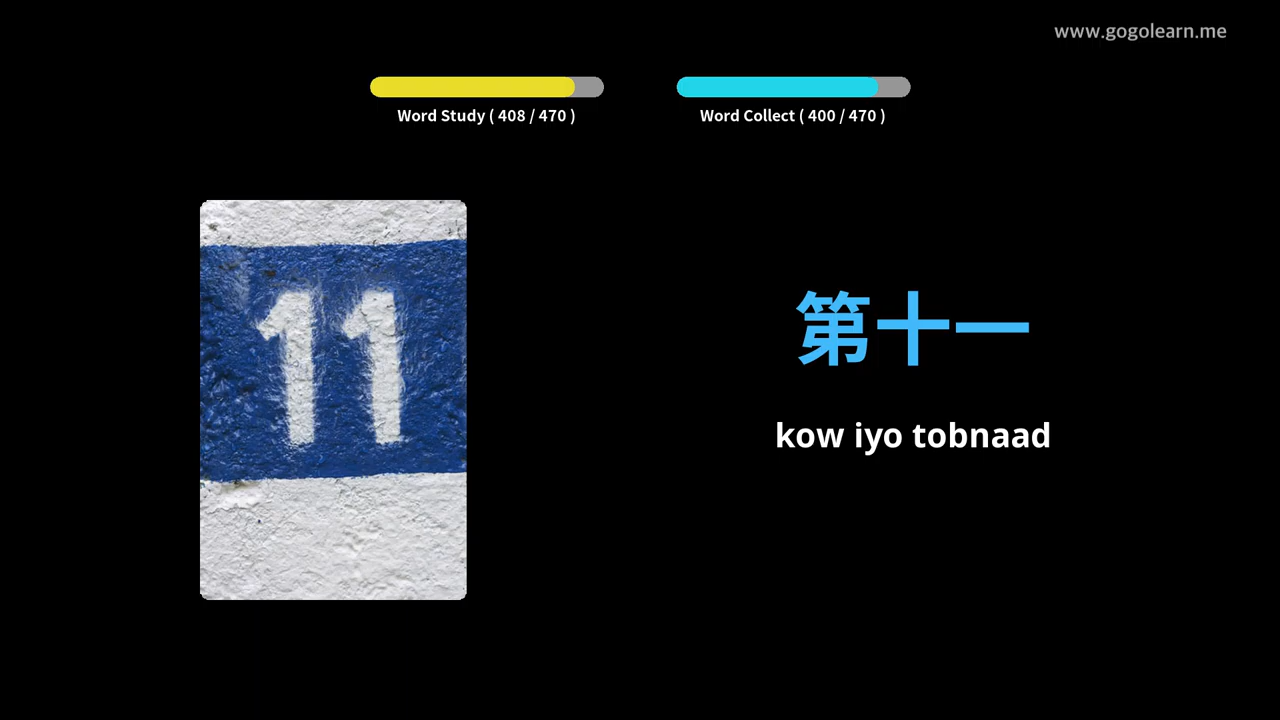 www.gogolearn.me
Word Study ( 408 / 470 )
Word Collect ( 400 / 470 )
11
第十一
kow iyo tobnaad